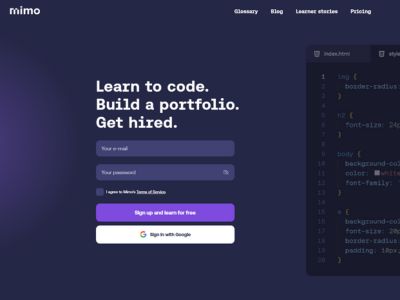 mimo
Glossary Blog Learner stories Pricing
Learn to code.
Build a portfolio.
Get hired.
Your e-mail
Your password
I agree to Mimo's Terms of Service.
Sign up and learn for free
Sign in with Google
index.html style
1 img {
2 border-radius:
3 }
4
5 h2 {
6 font-size: 24p
7 }
8
9 body {
10 background-col
11 color: white
12 font-family:
13 }
14
15 a {
16 background-col
17 font-size: 20p
18 border-radius:
19 padding: 10px;
20 }